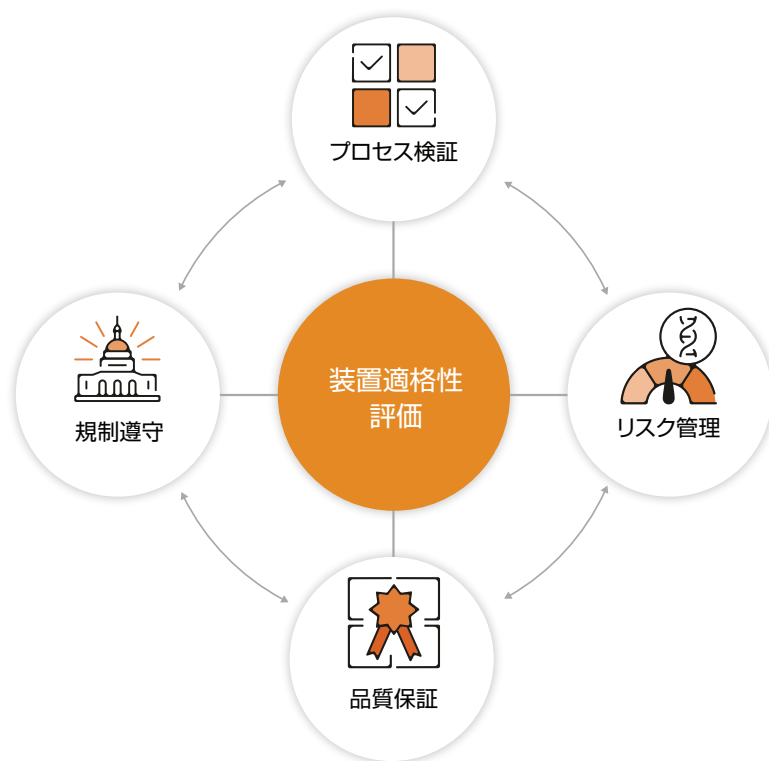 プロセス検証
装置適格性
評価
規制遵守
リスク管理
品質保証